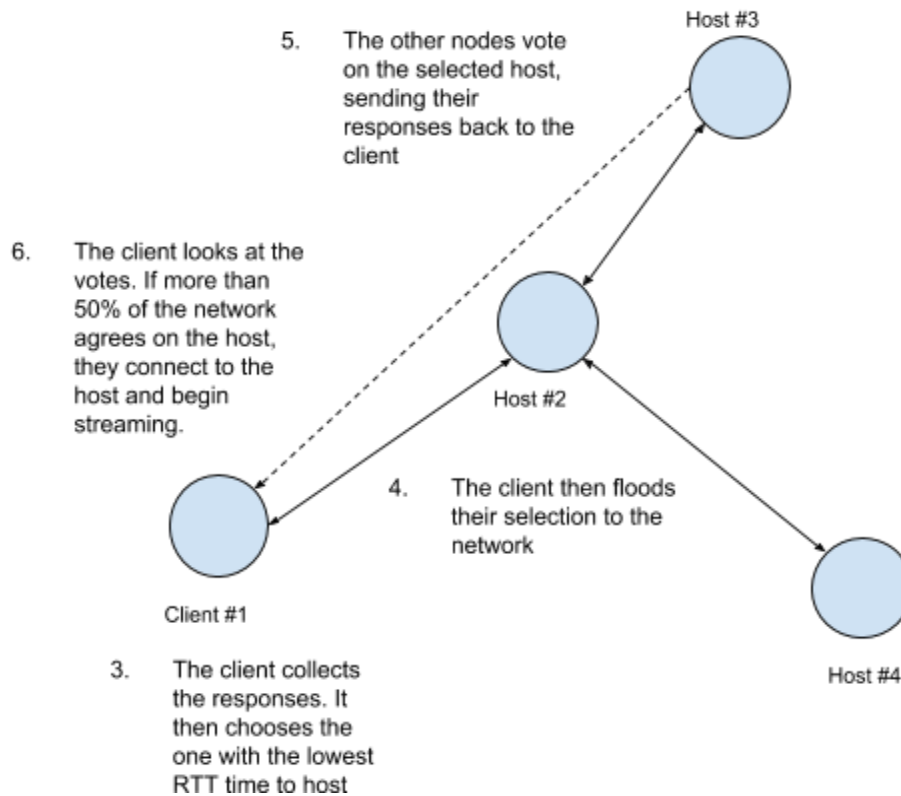 Host #3
5. The other nodes vote
on the selected host,
sending their
responses back to the
client
6. The client looks at the
votes. If more than
50% of the network
agrees on the host,
they connect to the
host and begin
streaming.
Host #2
4. The client then floods
their selection to the
network
Client #1
Host #4
3. The client collects
the responses. It
then chooses the
one with the lowest
RTT time to host